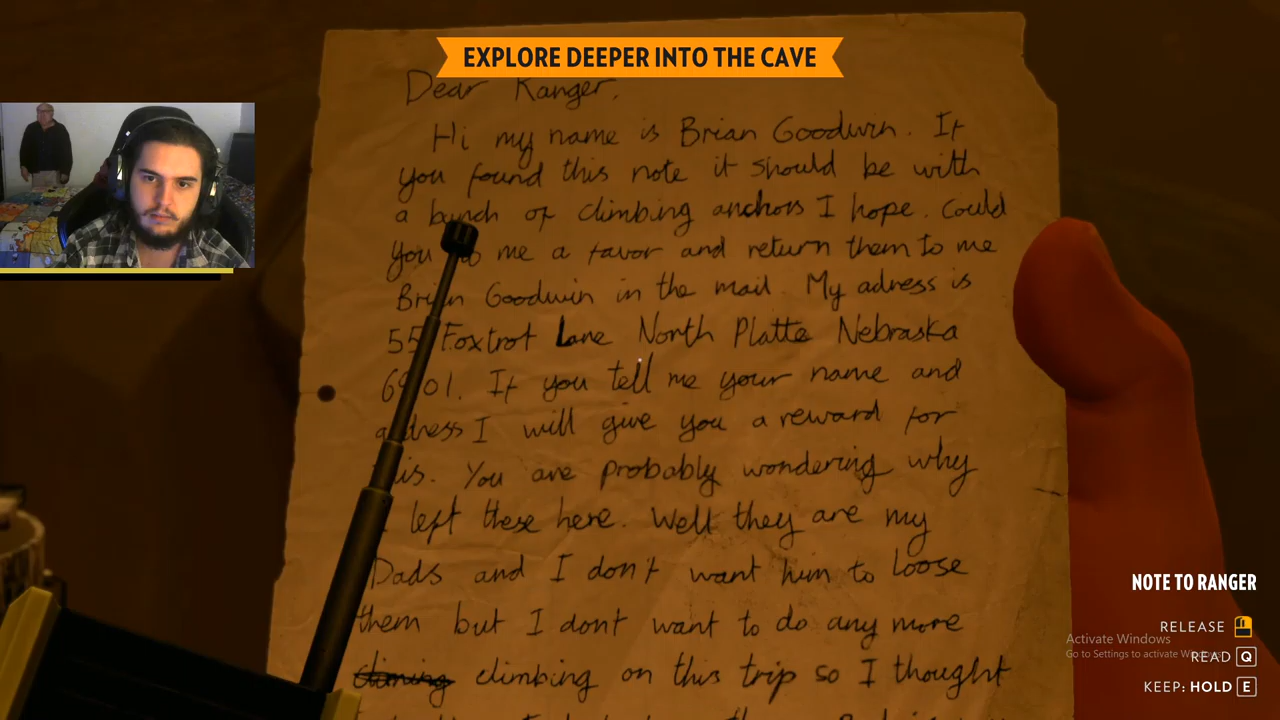 EXPLORE DEEPER INTO THE CAVE
Dear Ranger,
Hi my name is Brian Goodwin. If
you found this note it should be with
a bunch of climbing anchors I hope. Could
you me a favor and return them to me
Brian Goodwin in the mail. My adress is
55 Foxtrot Lane North Platte Nebraska
If you tell me your name and
I will give you a reward for
You are probably wondering why
left these here. Well they are my
Dads and I don't want him to loose
them but I dont want to do any more
climbing on this trip so I thought
NOTE TO RANGER
RELEASE
Activate Windows
Go to Settings to activate Windows.
READ Q
KEEP: HOLD E